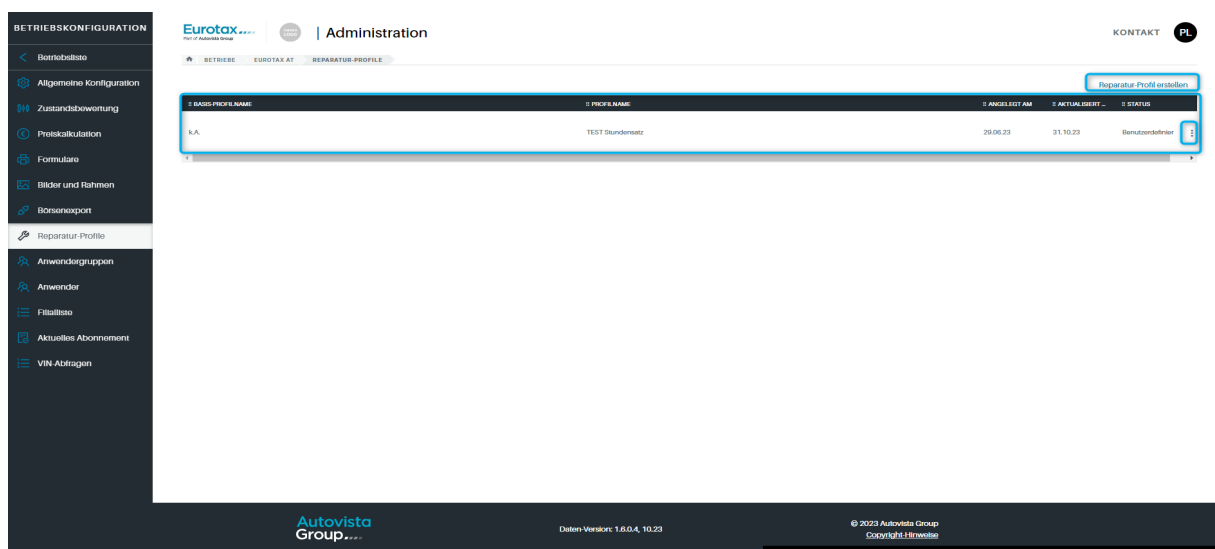 BETRIEBSKONFIGURATION
Betriebsliste
Allgemeine Konfiguration
Zustandsbewertung
Preiskalkulation
Formulare
Bilder und Rahmen
Börsenexport
Reparatur-Profile
Anwendergruppen
Anwender
Filialliste
Aktuelles Abonnement
VIN-Abfragen
Eurotax
Part of Autovista Group
| Administration
KONTAKT PL
BETRIEBE EUROTAX AT REPARATUR-PROFILE
Reparatur-Profil erstellen
BASIS-PROFILNAME PROFILNAME ANGELEGT AM AKTUALISIERT ... STATUS
k.A. TEST Stundensatz 29.06.23 31.10.23 Benutzerdefinier
Autovista
Group
Daten-Version: 1.6.0.4, 10.23
© 2023 Autovista Group
Copyright-Hinweise